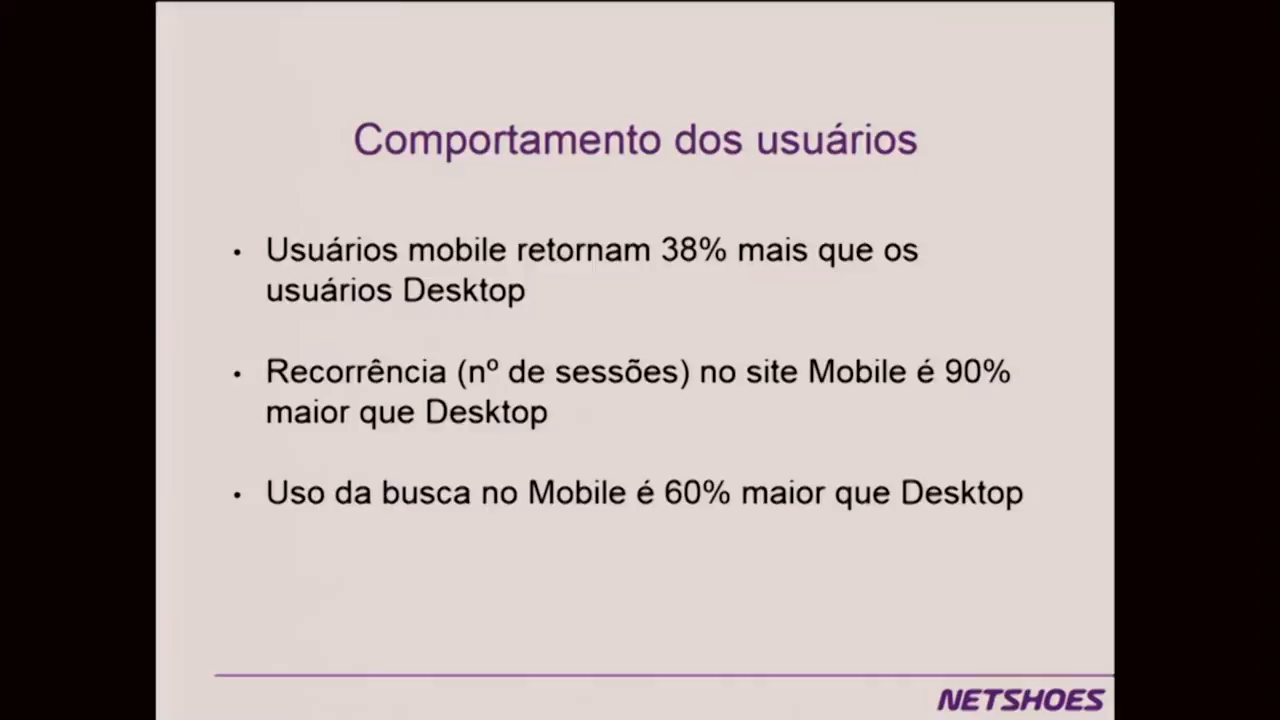 Comportamento dos usuários
• Usuários mobile retornam 38% mais que os
usuários Desktop
• Recorrência (nº de sessões) no site Mobile é 90%
maior que Desktop
• Uso da busca no Mobile é 60% maior que Desktop
NETSHOES